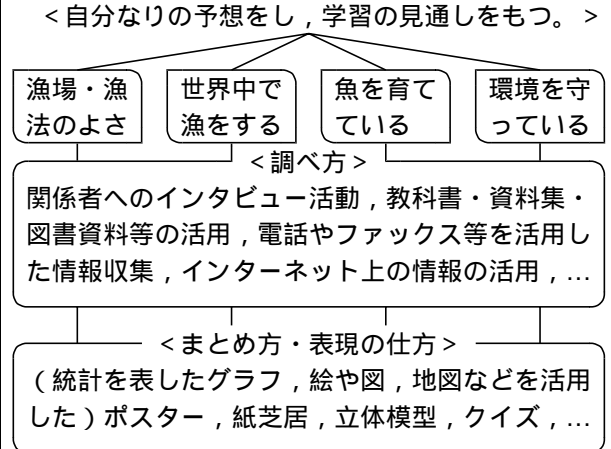 ＜自分なりの予想をし，学習の見通しをもつ。＞
漁場・漁
法のよさ
世界中で
漁をする
魚を育て
ている
環境を守
っている
＜調べ方＞
関係者へのインタビュー活動，教科書・資料集・
図書資料等の活用，電話やファックス等を活用し
た情報収集，インターネット上の情報の活用，…
＜まとめ方・表現の仕方＞
（統計を表したグラフ，絵や図，地図などを活用
した）ポスター，紙芝居，立体模型，クイズ，…